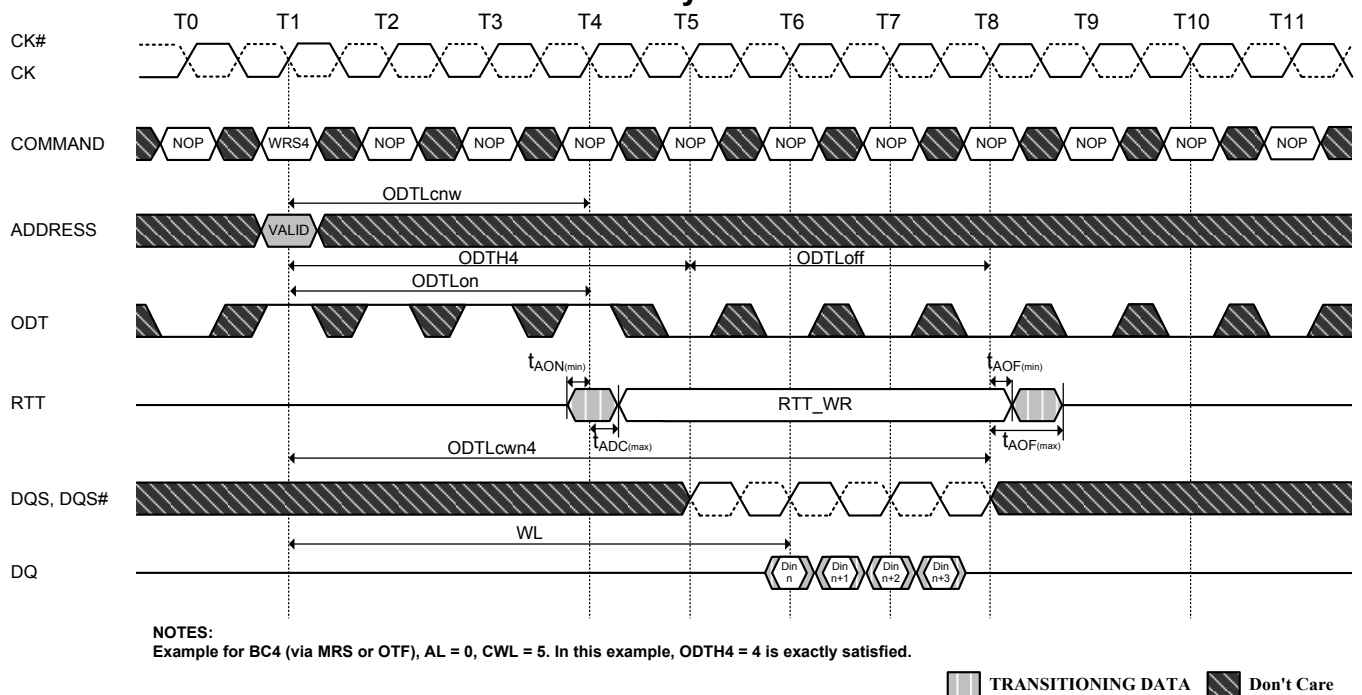 T0 T1 T2 T3 T4 T5 T6 T7 T8 T9 T10 T11
CK#
CK
COMMAND NOP WRS4 NOP NOP NOP NOP NOP NOP NOP NOP NOP NOP
ODTLcnw
ADDRESS VALID
ODTH4 ODTLoff
ODTLon
ODT
tAON(min) tAOF(min)
RTT RTT_WR
tADC(max) tAOF(max)
ODTLcwn4
DQS, DQS#
WL
DQ Din n Din n+1 Din n+2 Din n+3
NOTES:
Example for BC4 (via MRS or OTF), AL = 0, CWL = 5. In this example, ODTH4 = 4 is exactly satisfied.
TRANSITIONING DATA Don't Care